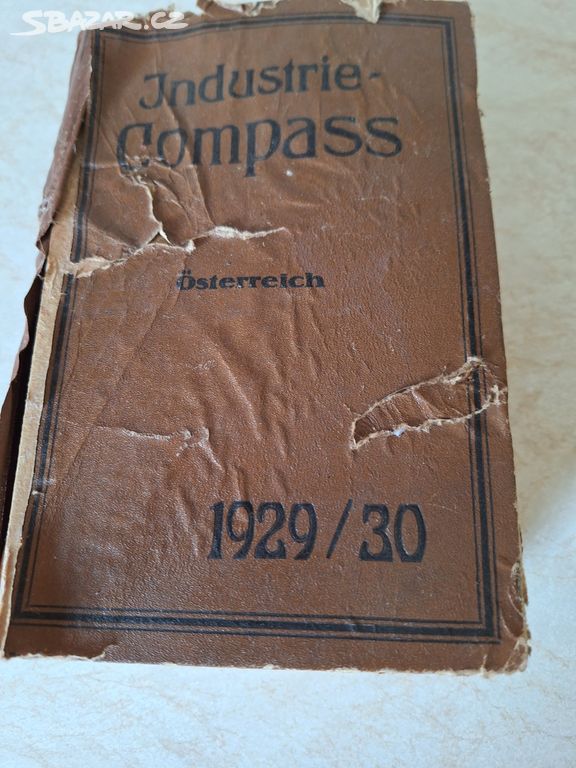 SBAZAR.CZ
Industrie-
Compass
Österreich
1929/30